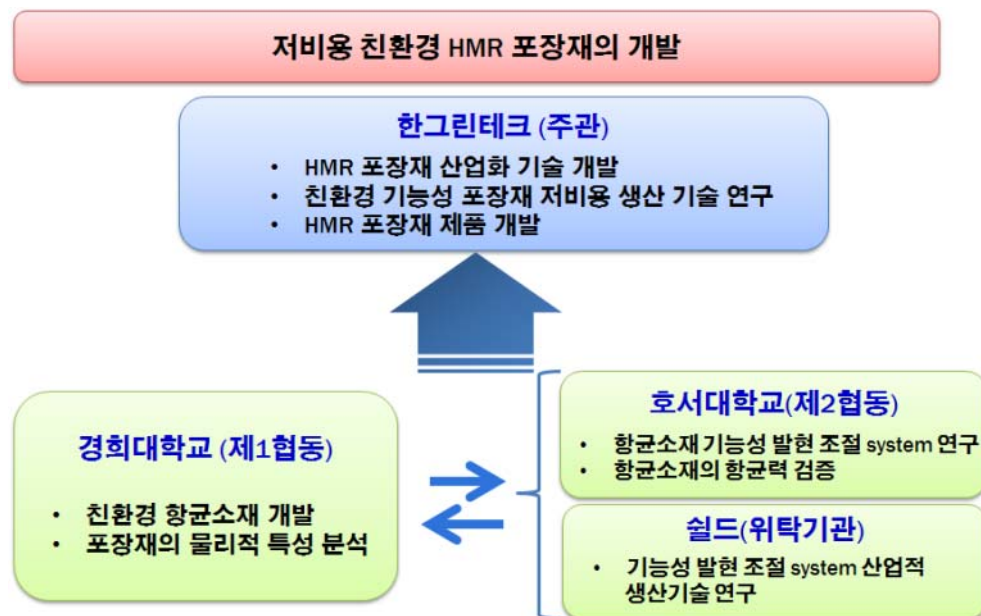 저비용 친환경 HMR 포장재의 개발
한그린테크 (주관)
• HMR 포장재 산업화 기술 개발
• 친환경 기능성 포장재 저비용 생산 기술 연구
• HMR 포장재 제품 개발
경희대학교 (제1협동)
• 친환경 항균소재 개발
• 포장재의 물리적 특성 분석
호서대학교(제2협동)
• 항균소재 기능성 발현 조절 system 연구
• 항균소재의 항균력 검증
쉴드(위탁기관)
• 기능성 발현 조절 system 산업적
생산기술 연구